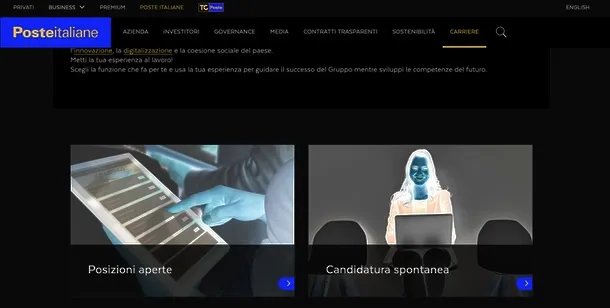 PRIVATI BUSINESS PREMIUM POSTE ITALIANE TG Poste ENGLISH
Posteitaliane AZIENDA INVESTITORI GOVERNANCE MEDIA CONTRATTI TRASPARENTI SOSTENIBILITÀ CARRIERE
l'innovazione, la digitalizzazione e la coesione sociale del paese.
Metti la tua esperienza al lavoro!
Scegli la funzione che fa per te e usa la tua esperienza per guidare il successo del Gruppo mentre sviluppi le competenze del futuro.
Posizioni aperte
Candidatura spontanea